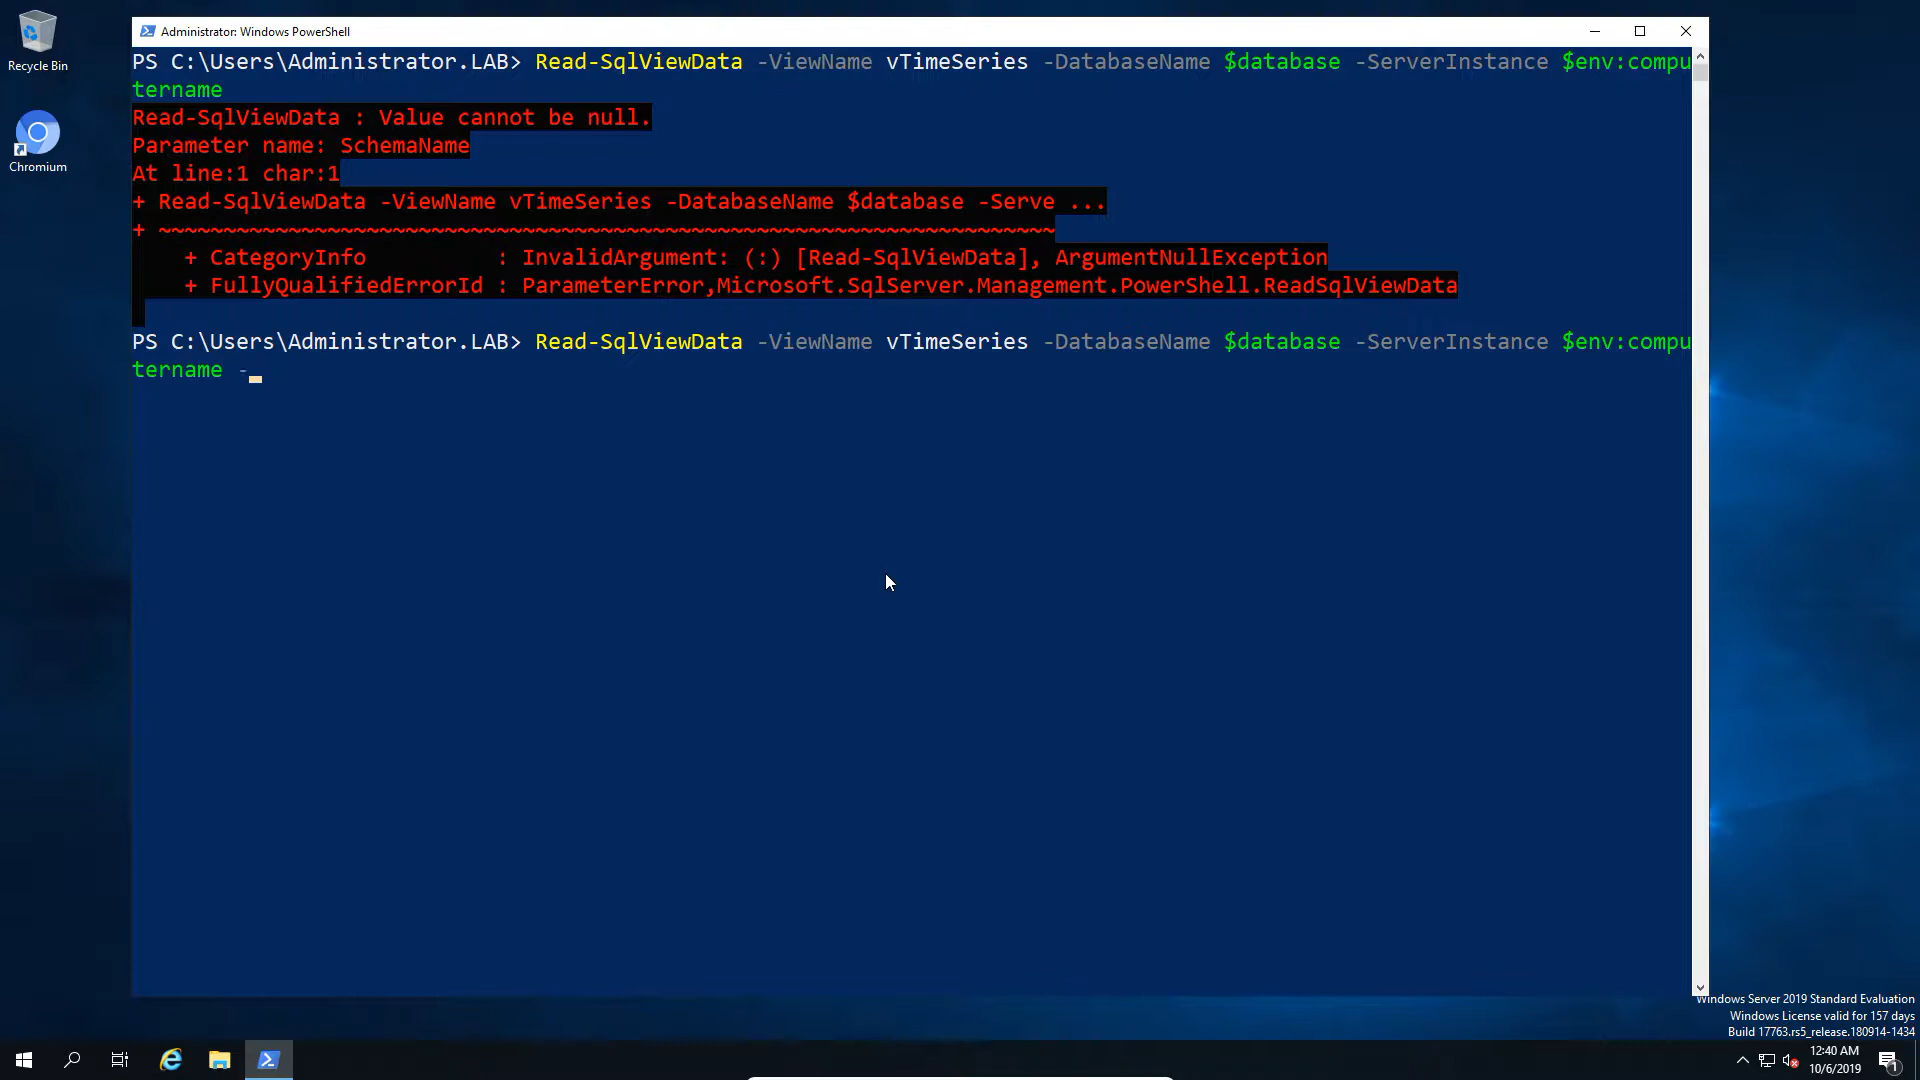 Recycle Bin
Chromium
Administrator: Windows PowerShell
PS C:\Users\Administrator.LAB> Read-SqlViewData -ViewName vTimeSeries -DatabaseName $database -ServerInstance $env:compu
tername
Read-SqlViewData : Value cannot be null.
Parameter name: SchemaName
At line:1 char:1
+ Read-SqlViewData -ViewName vTimeSeries -DatabaseName $database -Serve ...
+ ~~~~~~~~~~~~~~~~~~~~~~~~~~~~~~~~~~~~~~~~~~~~~~~~~~~~~~~~~~~~~~~~~~~~~
    + CategoryInfo          : InvalidArgument: (:) [Read-SqlViewData], ArgumentNullException
    + FullyQualifiedErrorId : ParameterError,Microsoft.SqlServer.Management.PowerShell.ReadSqlViewData
PS C:\Users\Administrator.LAB> Read-SqlViewData -ViewName vTimeSeries -DatabaseName $database -ServerInstance $env:compu
tername -
Windows Server 2019 Standard Evaluation
Windows License valid for 157 days
Build 17763.rs5_release.180914-1434
12:40 AM
10/6/2019
1